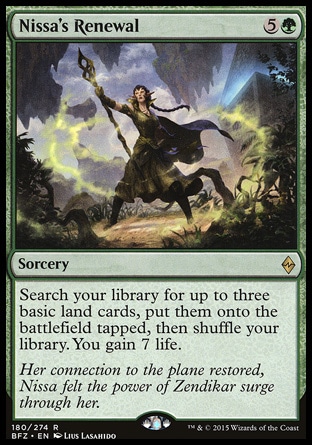 Nissa's Renewal 5
Sorcery
Search your library for up to three
basic land cards, put them onto the
battlefield tapped, then shuffle your
library. You gain 7 life.
Her connection to the plane restored,
Nissa felt the power of Zendikar surge
through her.
180/274 R
BFZ • EN Lius Lasahido
™ & © 2015 Wizards of the Coast